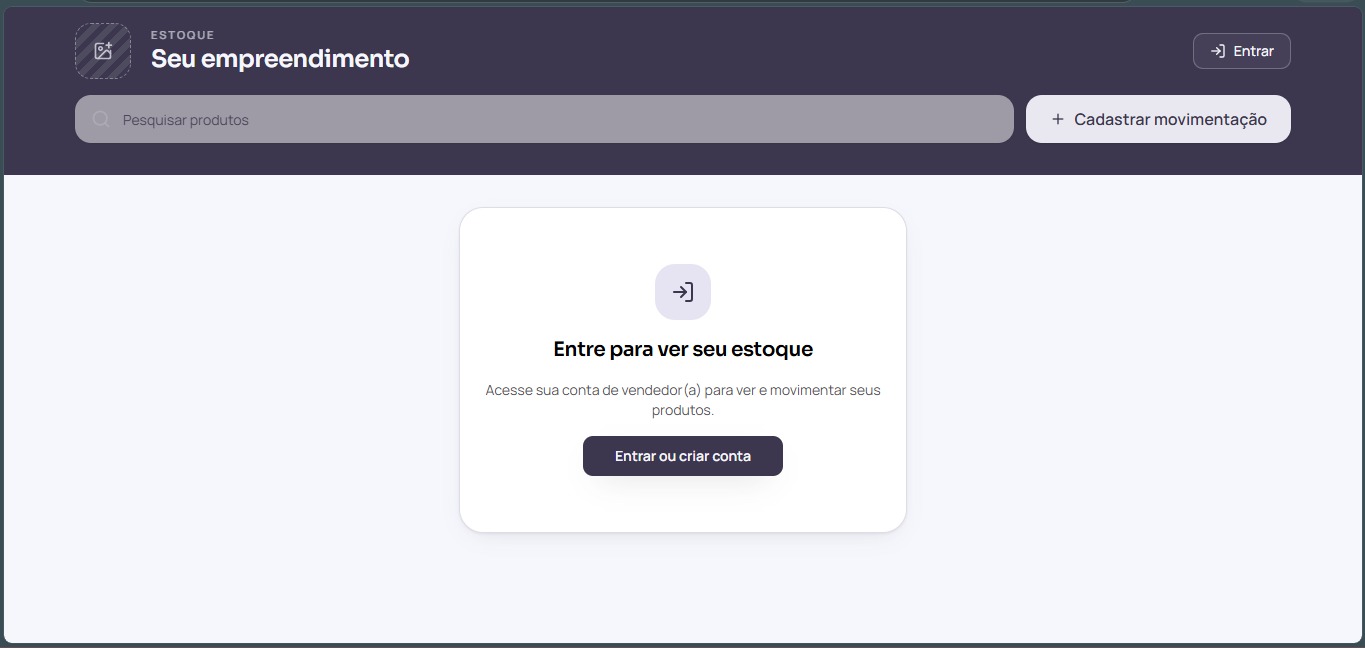 ESTOQUE
Seu empreendimento
Entrar
Pesquisar produtos
+ Cadastrar movimentação
Entre para ver seu estoque
Acesse sua conta de vendedor(a) para ver e movimentar seus
produtos.
Entrar ou criar conta